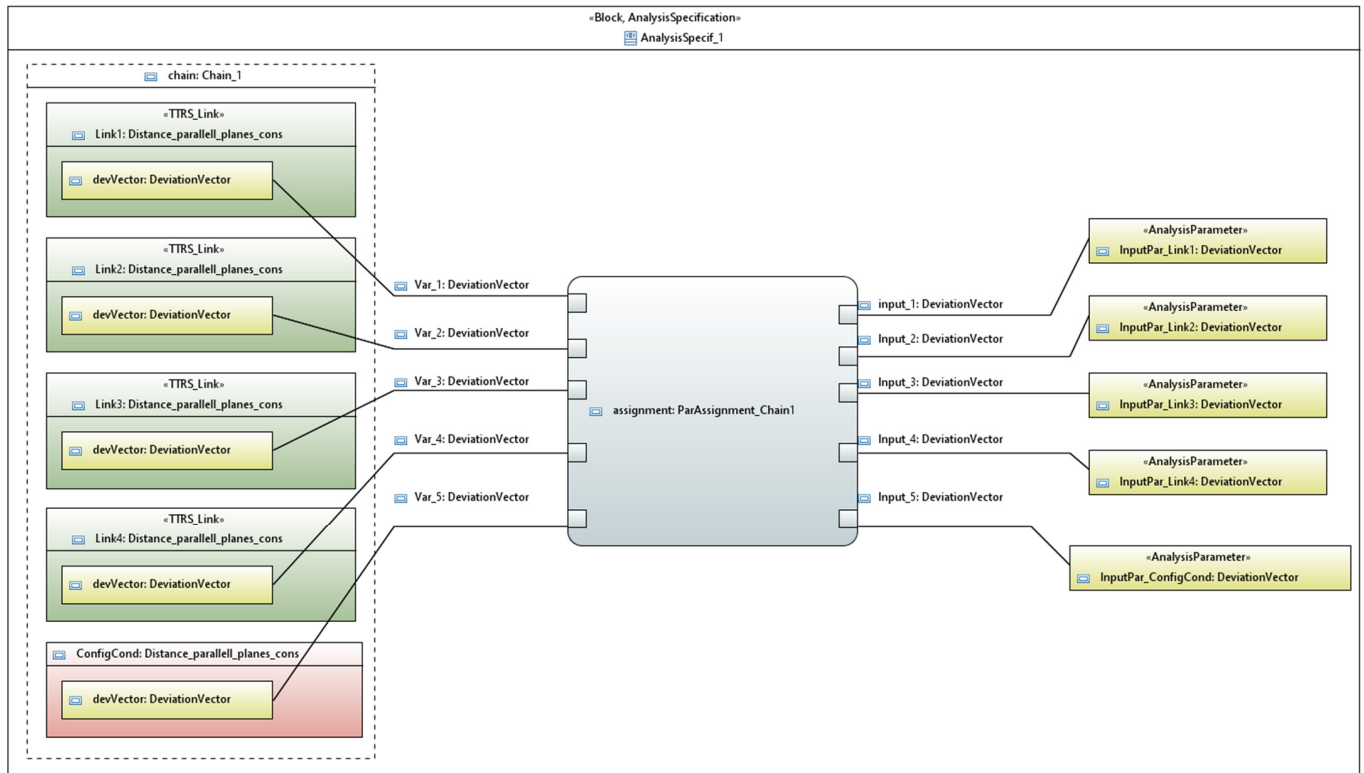 «Block, AnalysisSpecification»
AnalysisSpecif_1
chain: Chain_1
«TTRS_Link»
Link1: Distance_parallell_planes_cons
devVector: DeviationVector
«TTRS_Link»
Link2: Distance_parallell_planes_cons
devVector: DeviationVector
«TTRS_Link»
Link3: Distance_parallell_planes_cons
devVector: DeviationVector
«TTRS_Link»
Link4: Distance_parallell_planes_cons
devVector: DeviationVector
ConfigCond: Distance_parallell_planes_cons
devVector: DeviationVector
Var_1: DeviationVector
Var_2: DeviationVector
Var_3: DeviationVector
Var_4: DeviationVector
Var_5: DeviationVector
assignment: ParAssignment_Chain1
input_1: DeviationVector
Input_2: DeviationVector
Input_3: DeviationVector
Input_4: DeviationVector
Input_5: DeviationVector
«AnalysisParameter»
InputPar_Link1: DeviationVector
«AnalysisParameter»
InputPar_Link2: DeviationVector
«AnalysisParameter»
InputPar_Link3: DeviationVector
«AnalysisParameter»
InputPar_Link4: DeviationVector
«AnalysisParameter»
InputPar_ConfigCond: DeviationVector